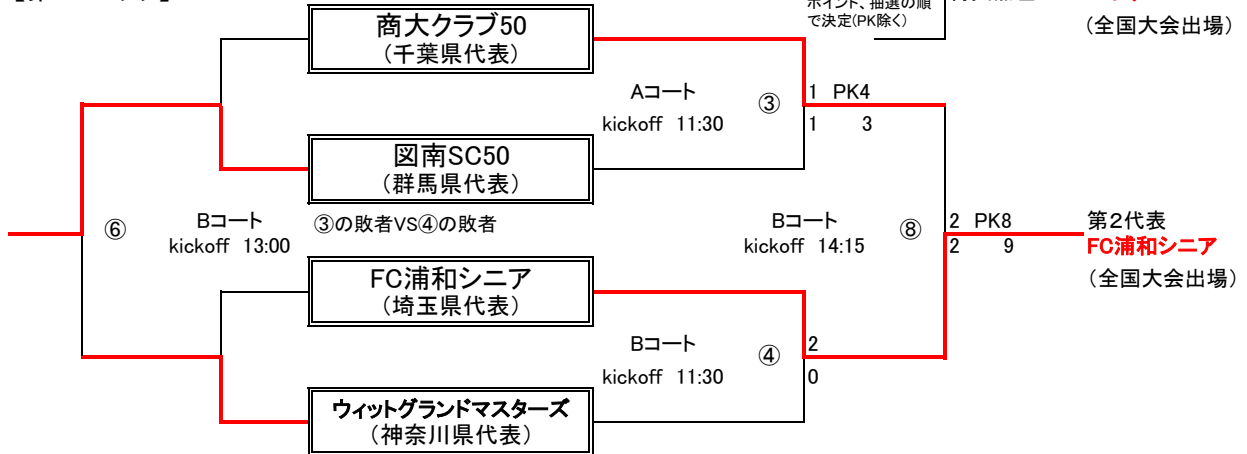 ポイント、抽選の順
で決定(PK除く)
（全国大会出場）
商大クラブ50
（千葉県代表）
Aコート
③
1 PK4
kickoff 11:30
1 3
図南SC50
（群馬県代表）
⑥
Bコート
kickoff 13:00
③の敗者VS④の敗者
Bコート
kickoff 14:15
⑧
2 PK8
2 9
第2代表
FC浦和シニア
（全国大会出場）
FC浦和シニア
（埼玉県代表）
Bコート
kickoff 11:30
④
2
0
ウィットグランドマスターズ
（神奈川県代表）